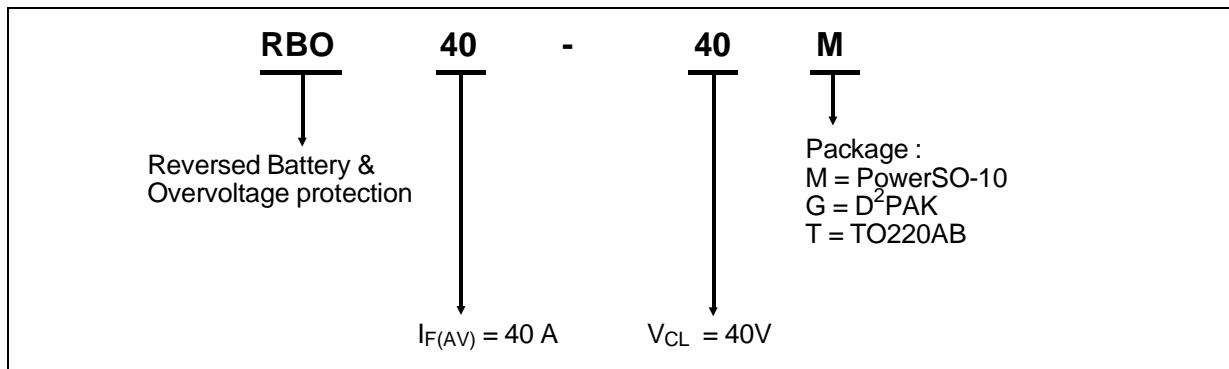 RBO 40 - 40 M
Reversed Battery &
Overvoltage protection
Package :
M = PowerSO-10
G = D²PAK
T = TO220AB
IF(AV) = 40 A
VCL = 40V